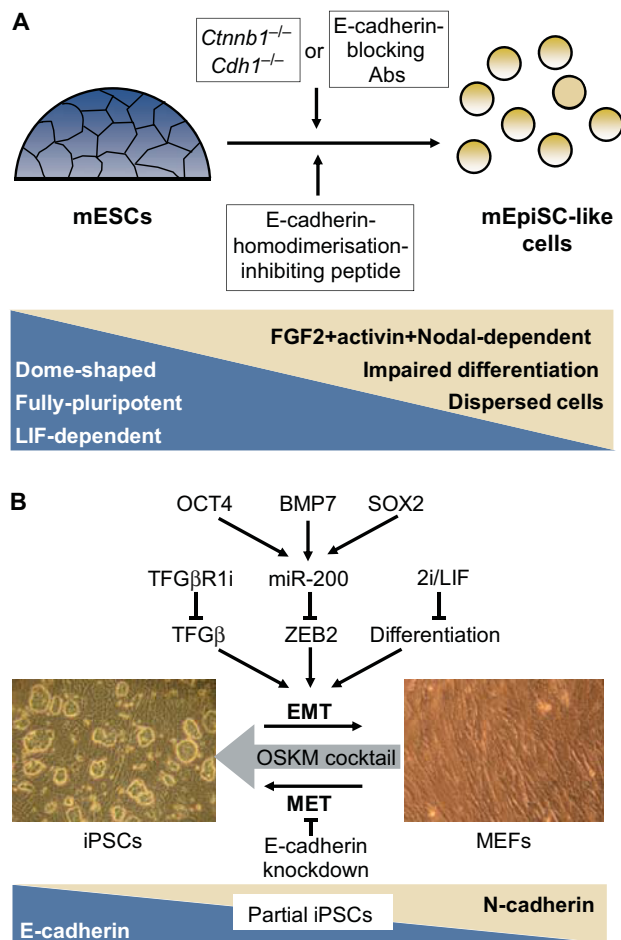 A
Ctnnb1–/–
Cdh1–/–
or
E-cadherin-
blocking
Abs
mESCs
mEpiSC-like
cells
E-cadherin-
homodimerisation-
inhibiting peptide
FGF2+activin+Nodal-dependent
Impaired differentiation
Dispersed cells
Dome-shaped
Fully-pluripotent
LIF-dependent
B
OCT4 BMP7 SOX2
TFGβR1i miR-200 2i/LIF
TFGβ ZEB2 Differentiation
EMT
OSKM cocktail
MET
iPSCs
E-cadherin
knockdown
MEFs
N-cadherin
Partial iPSCs
E-cadherin